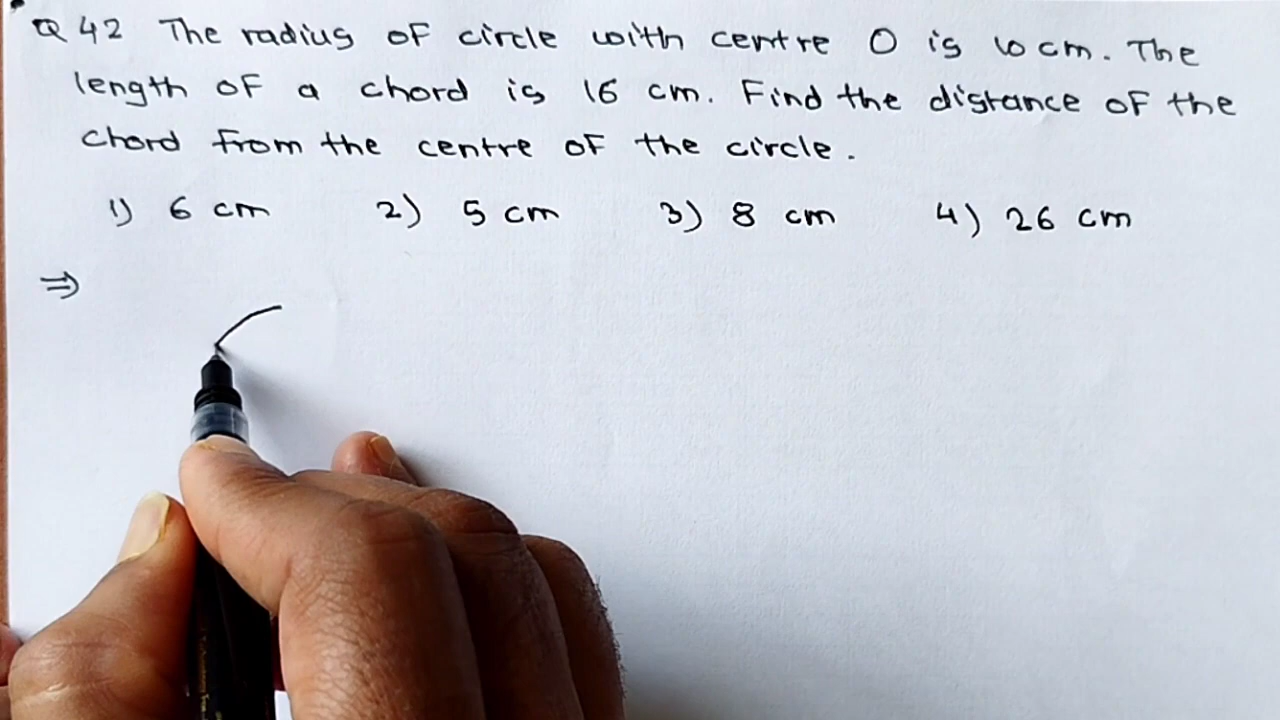 Q 42 The radius of circle with centre O is 10 cm. The
length of a chord is 16 cm. Find the distance of the
chord from the centre of the circle.
1) 6 cm 2) 5 cm 3) 8 cm 4) 26 cm
⇒